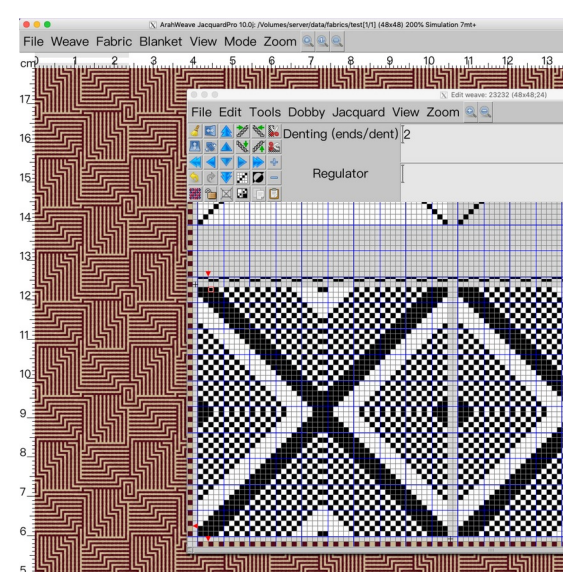 ArahWeave JacquardPro 10.0j: /Volumes/server/data/fabrics/test[1/1] (48x48) 200% Simulation 7mt+
File Weave Fabric Blanket View Mode Zoom
cm 1 2 3 4 5 6 7 8 9 10 11 12 13
17
Edit weave: 23232 (48x48;24)
File Edit Tools Dobby Jacquard View Zoom
16
Denting (ends/dent) 2
15
Regulator
14
13
12
11
10
9
8
7
6
5